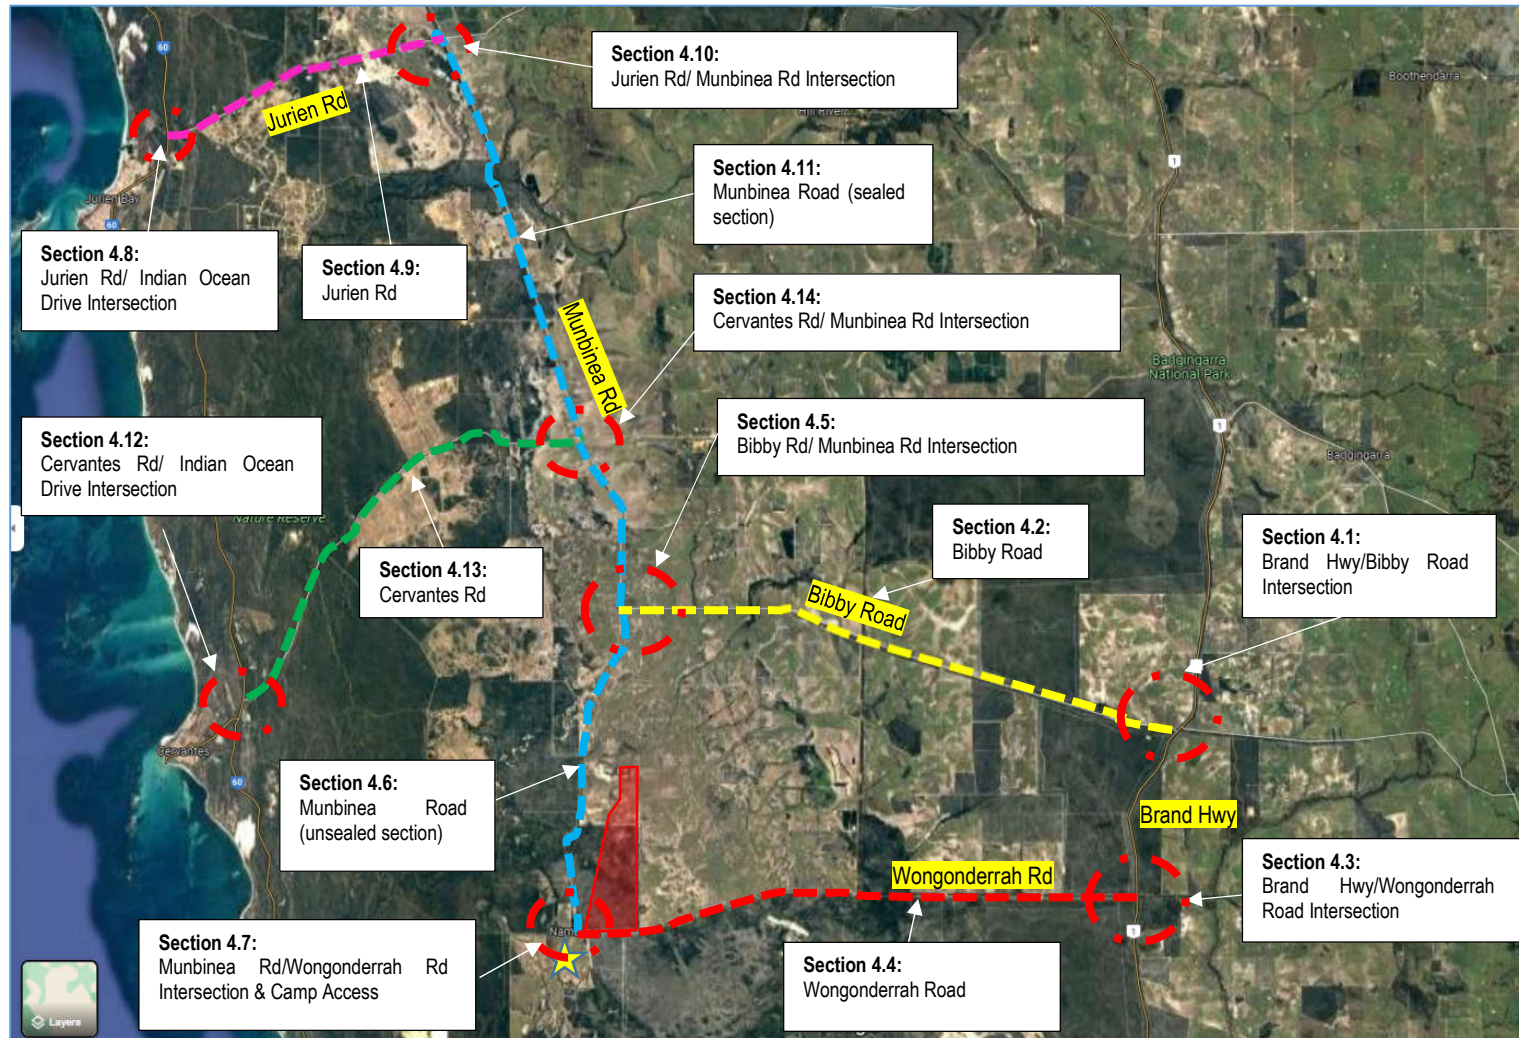 60
Section 4.10:
Jurien Rd/ Munbinea Rd Intersection
Boothendarra
Hill River
Jurien Rd
Section 4.11:
Munbinea Road (sealed
section)
1
Jurien Bay
60
Section 4.8:
Jurien Rd/ Indian Ocean
Drive Intersection
Section 4.9:
Jurien Rd
Section 4.14:
Cervantes Rd/ Munbinea Rd Intersection
Munbinea Rd
Badgingarra
National Park
1
Section 4.12:
Cervantes Rd/ Indian Ocean
Drive Intersection
Section 4.5:
Bibby Rd/ Munbinea Rd Intersection
Badgingarra
Nature Reserve
Section 4.13:
Cervantes Rd
Section 4.2:
Bibby Road
Section 4.1:
Brand Hwy/Bibby Road
Intersection
Bibby Road
Cervantes
60
Section 4.6:
Munbinea Road
(unsealed section)
Brand Hwy
Wongonderrah Rd
Section 4.3:
Brand Hwy/Wongonderrah
Road Intersection
1
Section 4.7:
Munbinea Rd/Wongonderrah Rd
Intersection & Camp Access
Section 4.4:
Wongonderrah Road
Layers